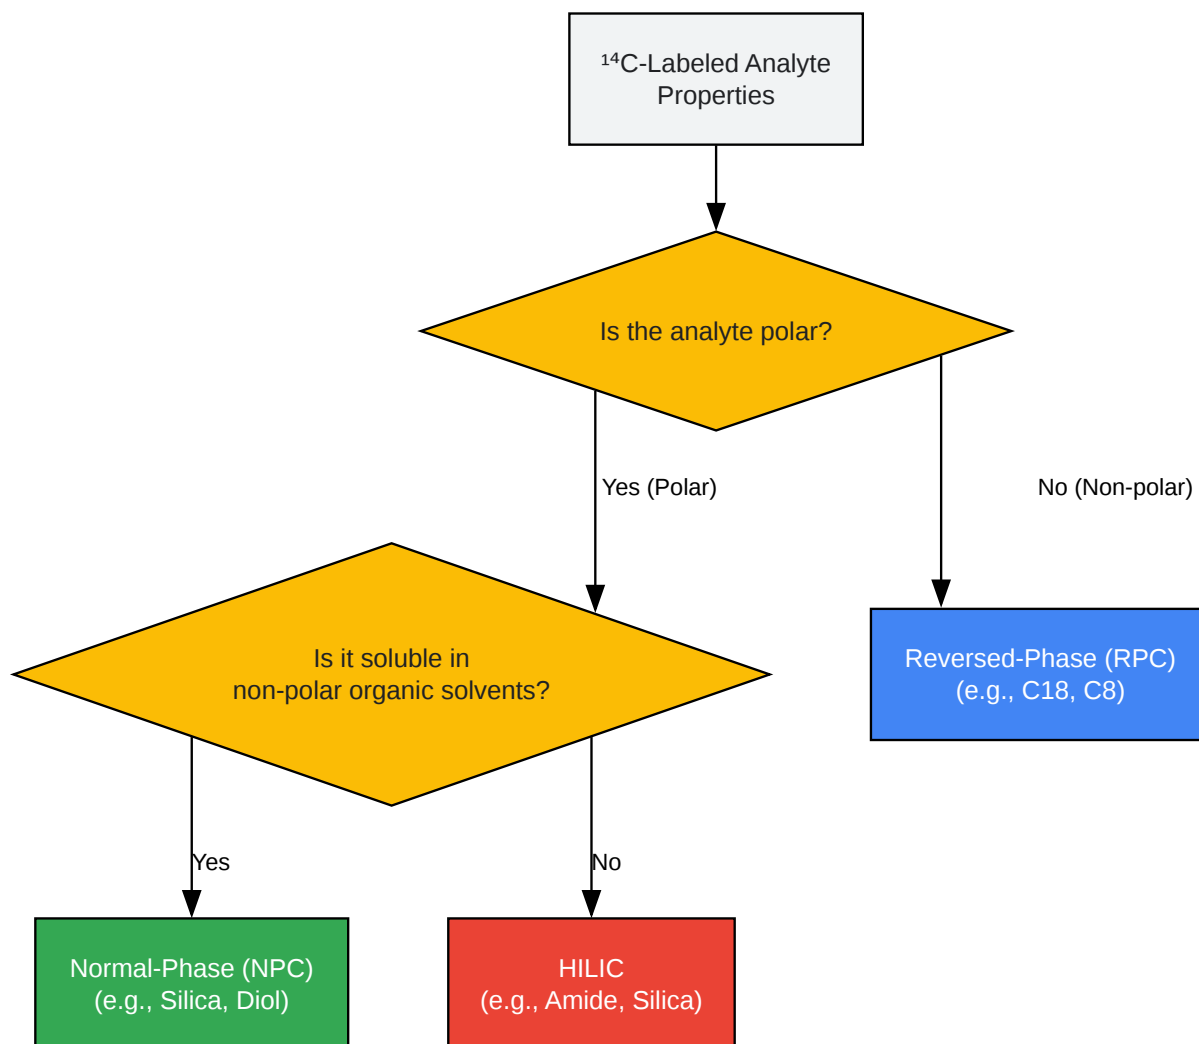 ¹⁴C-Labeled Analyte
Properties
Is the analyte polar?
Yes (Polar)
No (Non-polar)
Is it soluble in
non-polar organic solvents?
Reversed-Phase (RPC)
(e.g., C18, C8)
Yes
No
Normal-Phase (NPC)
(e.g., Silica, Diol)
HILIC
(e.g., Amide, Silica)